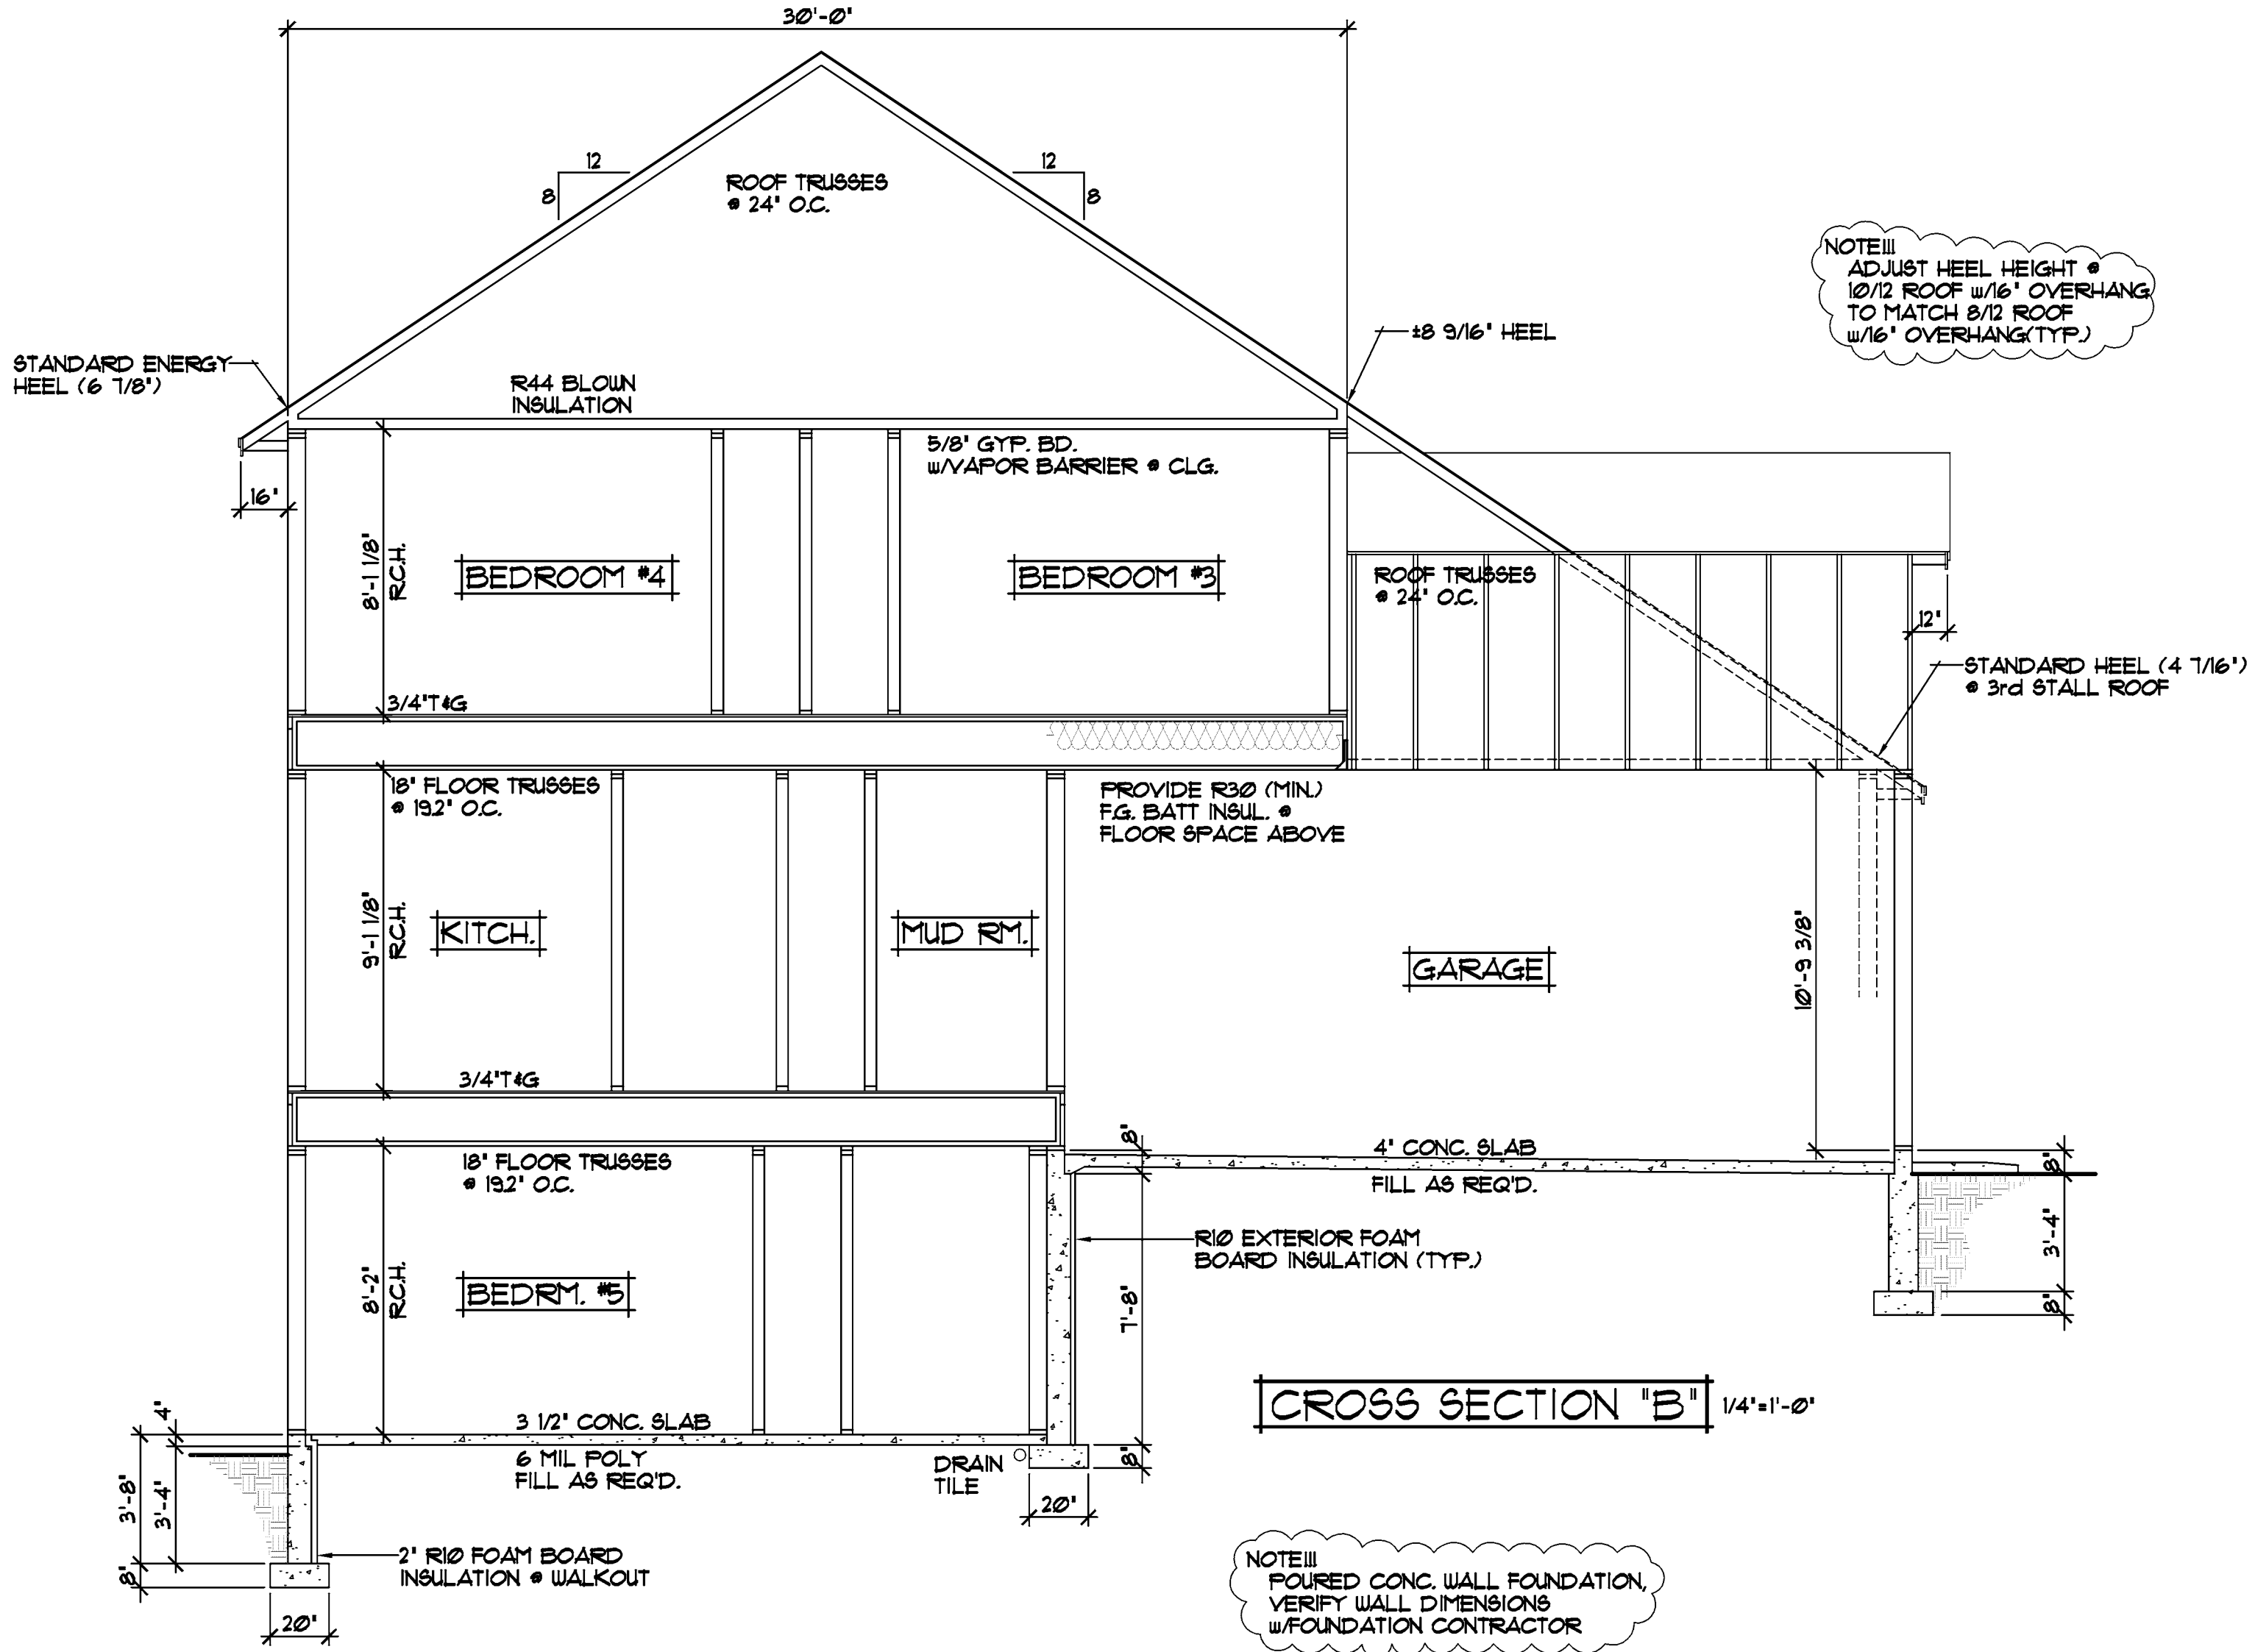 30'-0"
12
8
12
8
ROOF TRUSSES
@ 24" O.C.
NOTE!!!
ADJUST HEEL HEIGHT @
10/12 ROOF w/16" OVERHANG
TO MATCH 8/12 ROOF
w/16" OVERHANG(TYP.)
±8 9/16" HEEL
STANDARD ENERGY
HEEL (6 7/8")
R44 BLOWN
INSULATION
5/8" GYP. BD.
w/VAPOR BARRIER @ CLG.
16"
8'-1 1/8"
R.C.H.
BEDROOM #4
BEDROOM #3
ROOF TRUSSES
@ 24" O.C.
12"
STANDARD HEEL (4 7/16")
@ 3rd STALL ROOF
3/4"T&G
18" FLOOR TRUSSES
@ 19.2" O.C.
PROVIDE R30 (MIN.)
F.G. BATT INSUL. @
FLOOR SPACE ABOVE
9'-1 1/8"
R.C.H.
KITCH.
MUD RM.
GARAGE
10'-9 3/8"
3/4"T&G
18" FLOOR TRUSSES
@ 19.2" O.C.
8"
4" CONC. SLAB
FILL AS REQ'D.
8"
3'-4"
8"
R10 EXTERIOR FOAM
BOARD INSULATION (TYP.)
8'-2"
R.C.H.
BEDRM. #5
7'-8"
CROSS SECTION "B"
1/4"=1'-0"
3 1/2" CONC. SLAB
6 MIL POLY
FILL AS REQ'D.
DRAIN
TILE
8"
20"
4"
3'-8"
3'-4"
8"
2" R10 FOAM BOARD
INSULATION @ WALKOUT
20"
NOTE!!!
POURED CONC. WALL FOUNDATION,
VERIFY WALL DIMENSIONS
w/FOUNDATION CONTRACTOR